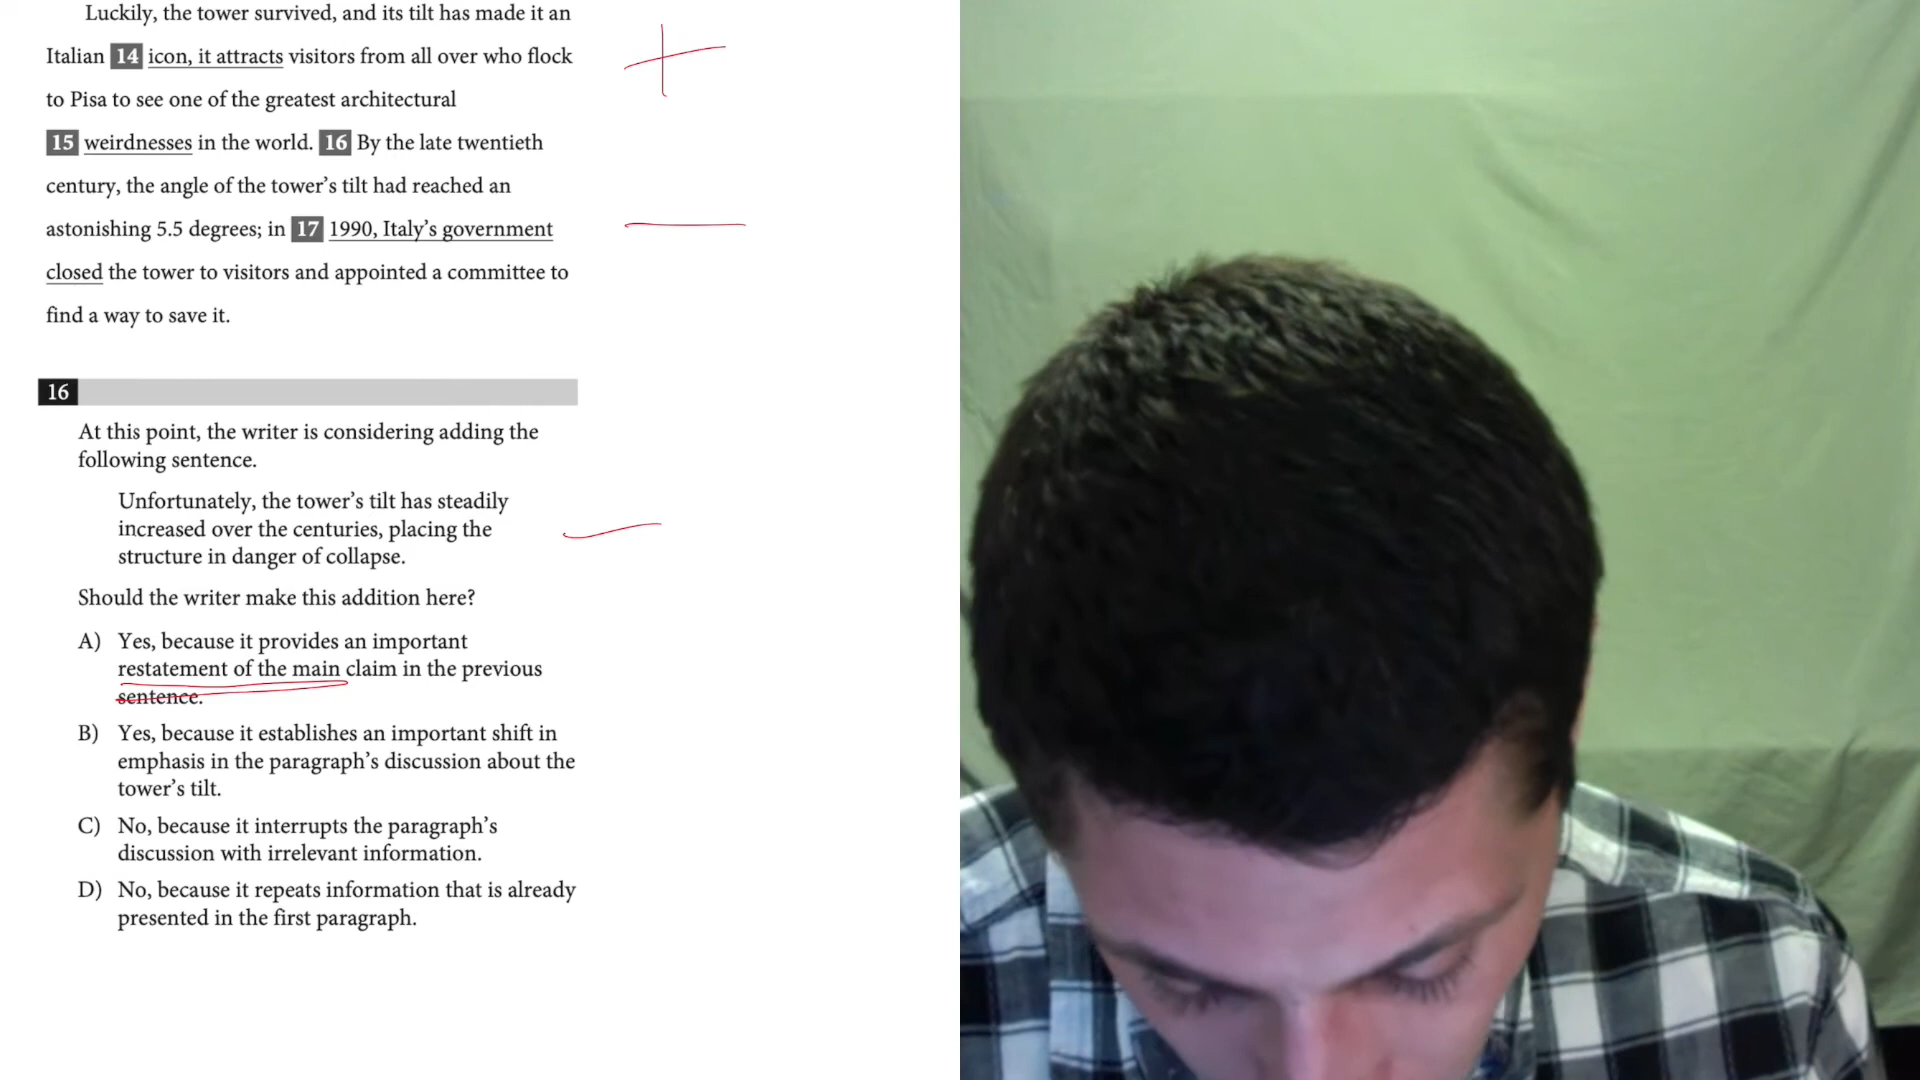 Luckily, the tower survived, and its tilt has made it an
Italian 14 icon, it attracts visitors from all over who flock
to Pisa to see one of the greatest architectural
15 weirdnesses in the world. 16 By the late twentieth
century, the angle of the tower's tilt had reached an
astonishing 5.5 degrees; in 17 1990, Italy's government
closed the tower to visitors and appointed a committee to
find a way to save it.
16
At this point, the writer is considering adding the
following sentence.
Unfortunately, the tower's tilt has steadily
increased over the centuries, placing the
structure in danger of collapse.
Should the writer make this addition here?
A) Yes, because it provides an important
restatement of the main claim in the previous
sentence.
B) Yes, because it establishes an important shift in
emphasis in the paragraph's discussion about the
tower's tilt.
C) No, because it interrupts the paragraph's
discussion with irrelevant information.
D) No, because it repeats information that is already
presented in the first paragraph.